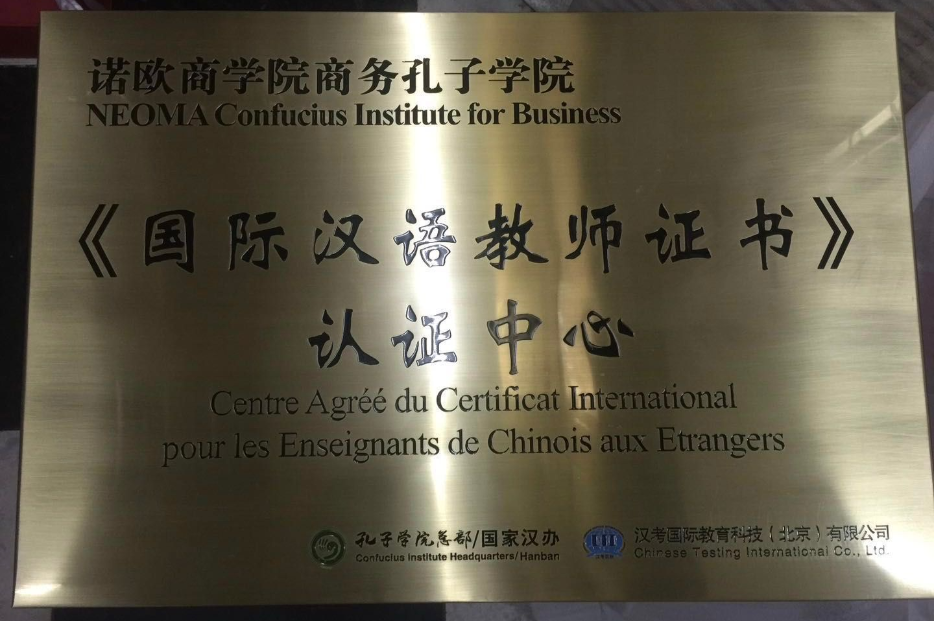 诺欧商学院商务孔子学院
NEOMA Confucius Institute for Business
《国际汉语教师证书》
认证中心
Centre Agréé du Certificat International
pour les Enseignants de Chinois aux Etrangers
孔子学院总部/国家汉办
Confucius Institute Headquarters/Hanban
汉考国际教育科技（北京）有限公司
Chinese Testing International Co., Ltd.